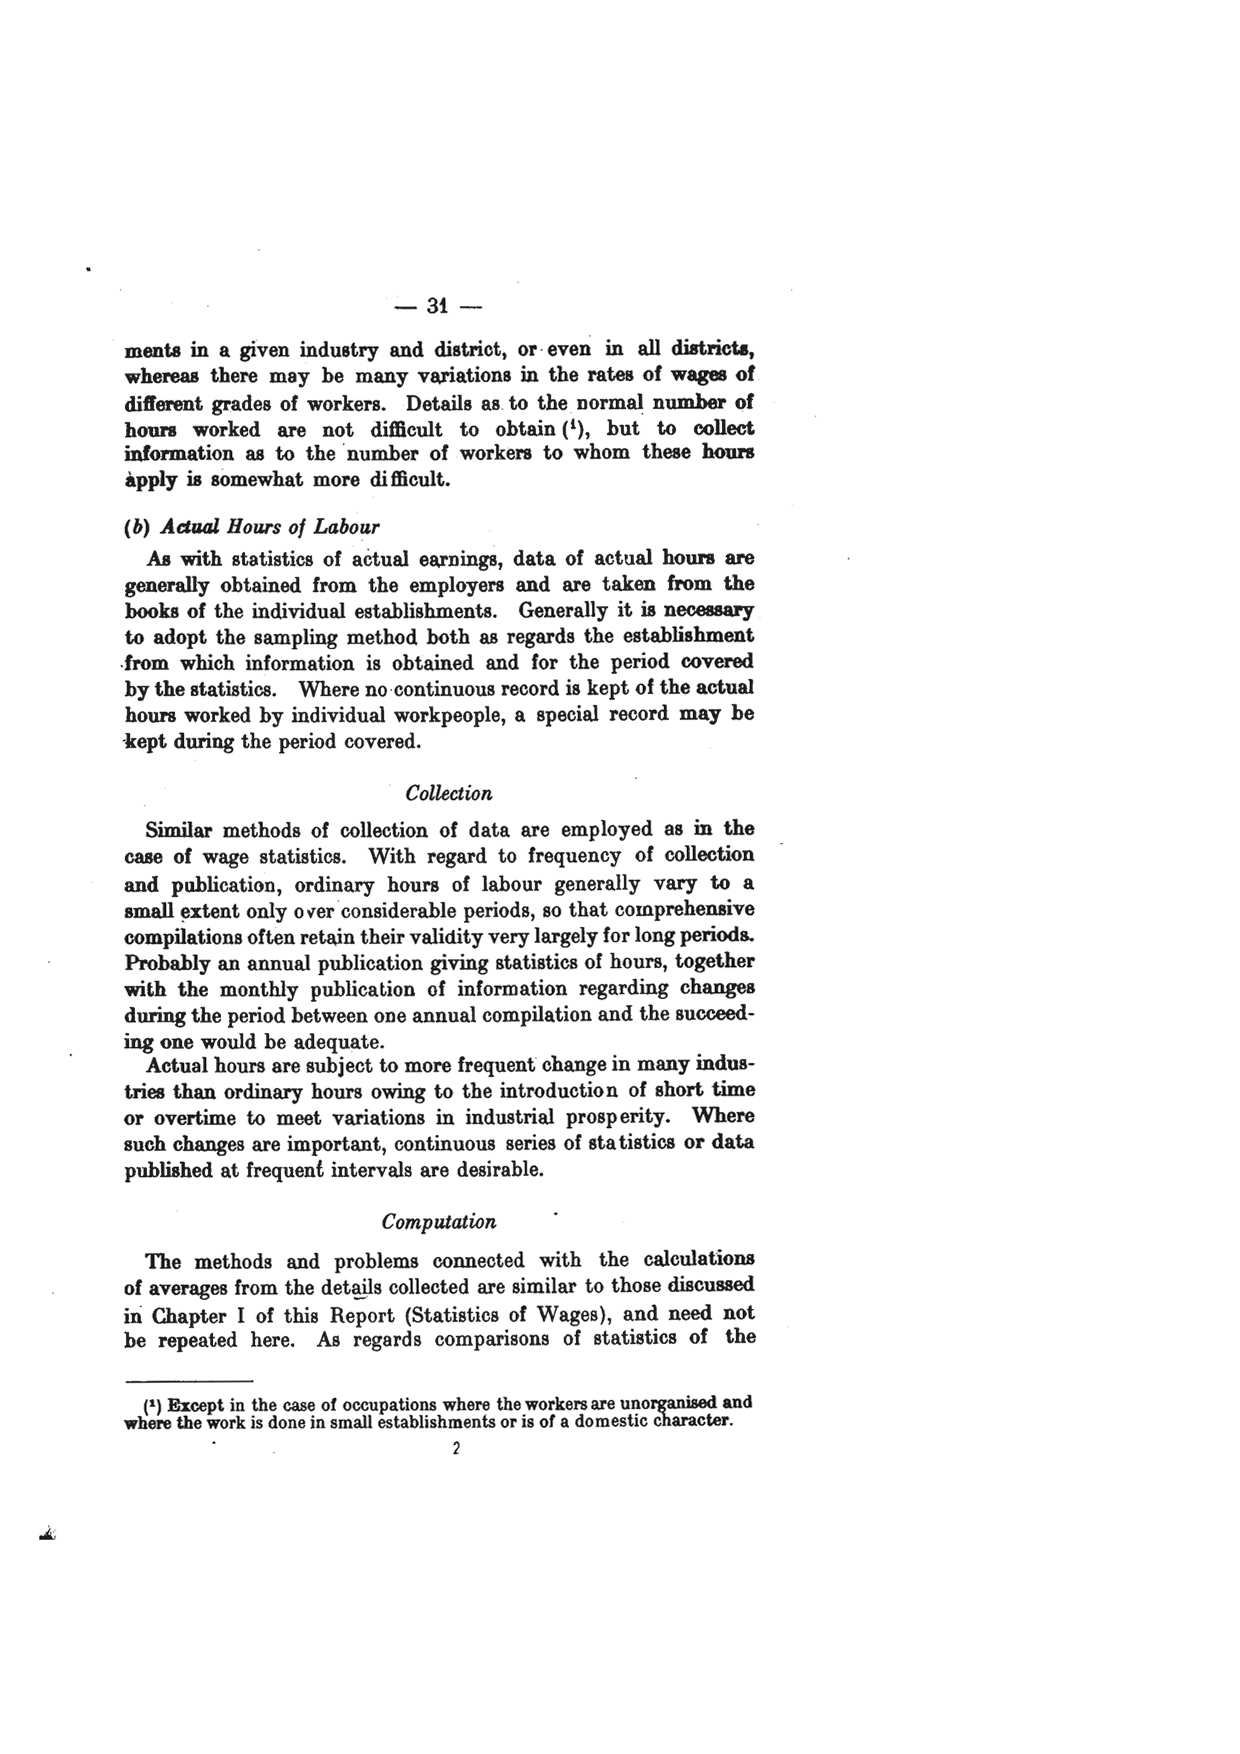 — 31 —
ments in a given industry and district, or even in all districts,
whereas there may be many variations in the rates of wages of
different grades of workers. Details as to the normal number of
hours worked are not difficult to obtain (¹), but to collect
information as to the number of workers to whom these hours
apply is somewhat more difficult.
(b) Actual Hours of Labour
As with statistics of actual earnings, data of actual hours are
generally obtained from the employers and are taken from the
books of the individual establishments. Generally it is necessary
to adopt the sampling method both as regards the establishment
from which information is obtained and for the period covered
by the statistics. Where no continuous record is kept of the actual
hours worked by individual workpeople, a special record may be
kept during the period covered.
Collection
Similar methods of collection of data are employed as in the
case of wage statistics. With regard to frequency of collection
and publication, ordinary hours of labour generally vary to a
small extent only over considerable periods, so that comprehensive
compilations often retain their validity very largely for long periods.
Probably an annual publication giving statistics of hours, together
with the monthly publication of information regarding changes
during the period between one annual compilation and the succeed-
ing one would be adequate.
Actual hours are subject to more frequent change in many indus-
tries than ordinary hours owing to the introduction of short time
or overtime to meet variations in industrial prosperity. Where
such changes are important, continuous series of statistics or data
published at frequent intervals are desirable.
Computation
The methods and problems connected with the calculations
of averages from the details collected are similar to those discussed
in Chapter I of this Report (Statistics of Wages), and need not
be repeated here. As regards comparisons of statistics of the
(¹) Except in the case of occupations where the workers are unorganised and
where the work is done in small establishments or is of a domestic character.
2